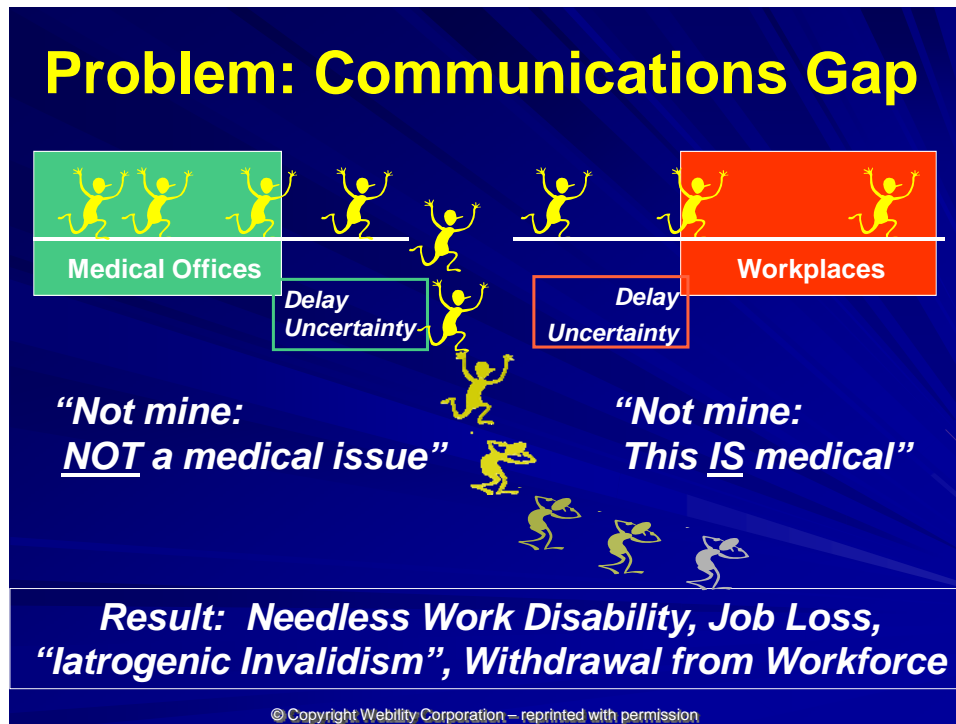 Problem: Communications Gap
Medical Offices
Workplaces
Delay
Uncertainty
Delay
Uncertainty
“Not mine:
NOT a medical issue”
“Not mine:
This IS medical”
Result: Needless Work Disability, Job Loss,
“Iatrogenic Invalidism”, Withdrawal from Workforce
© Copyright Webility Corporation – reprinted with permission